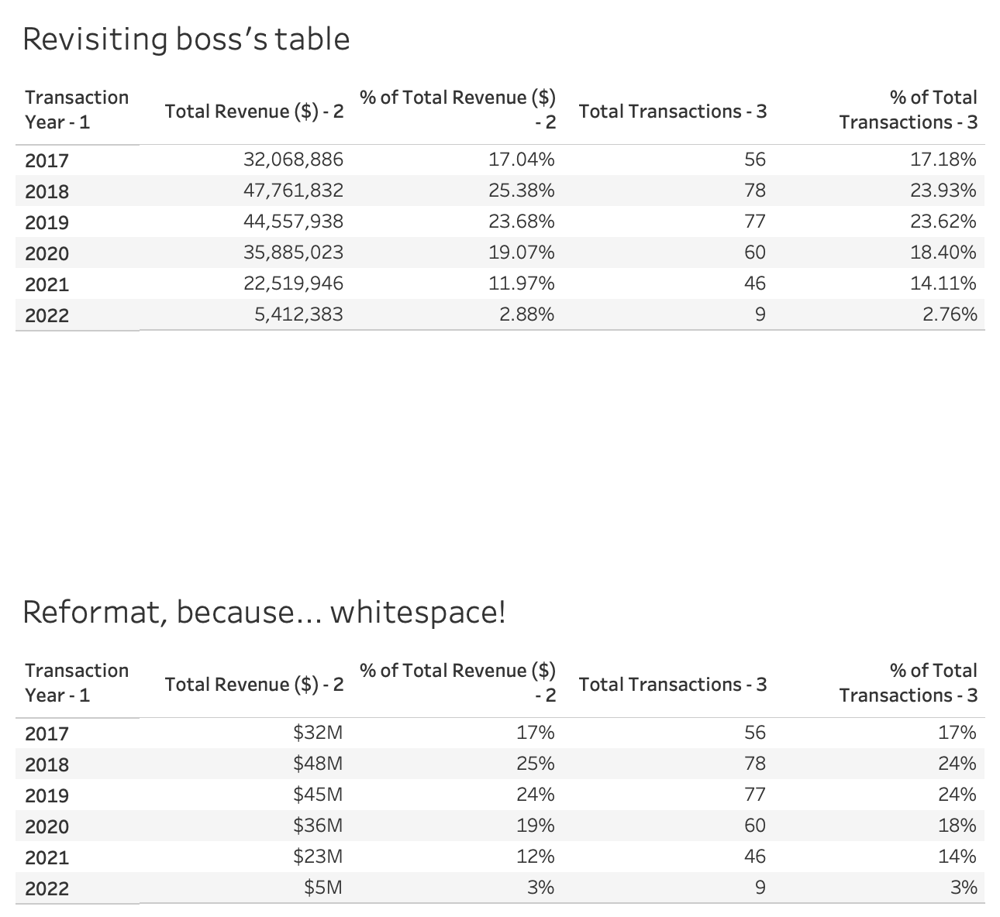 Revisiting boss's table
Transaction Year - 1 Total Revenue ($) - 2 % of Total Revenue ($) - 2 Total Transactions - 3 % of Total Transactions - 3
2017 32,068,886 17.04% 56 17.18%
2018 47,761,832 25.38% 78 23.93%
2019 44,557,938 23.68% 77 23.62%
2020 35,885,023 19.07% 60 18.40%
2021 22,519,946 11.97% 46 14.11%
2022 5,412,383 2.88% 9 2.76%
Reformat, because... whitespace!
Transaction Year - 1 Total Revenue ($) - 2 % of Total Revenue ($) - 2 Total Transactions - 3 % of Total Transactions - 3
2017 $32M 17% 56 17%
2018 $48M 25% 78 24%
2019 $45M 24% 77 24%
2020 $36M 19% 60 18%
2021 $23M 12% 46 14%
2022 $5M 3% 9 3%